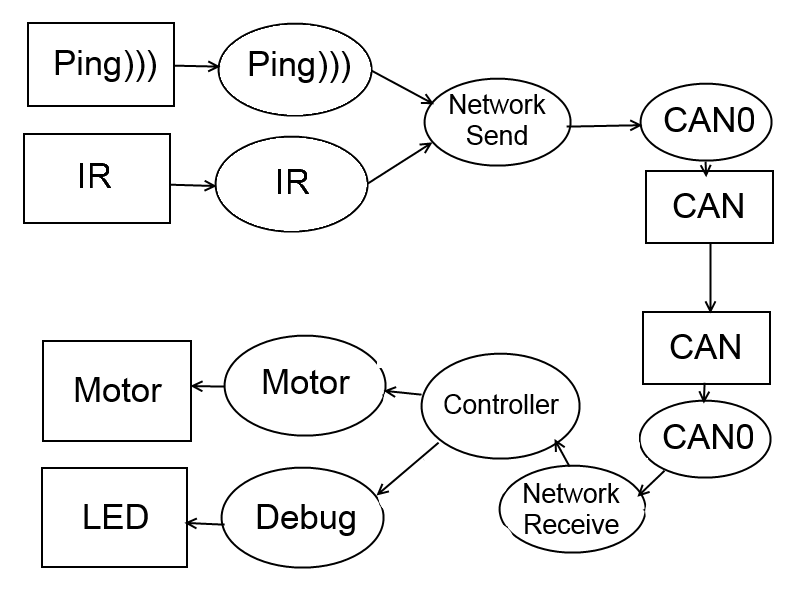 Ping)))
Ping)))
Network
Send
CAN0
IR
IR
CAN
CAN
Motor
Motor
Controller
CAN0
LED
Debug
Network
Receive